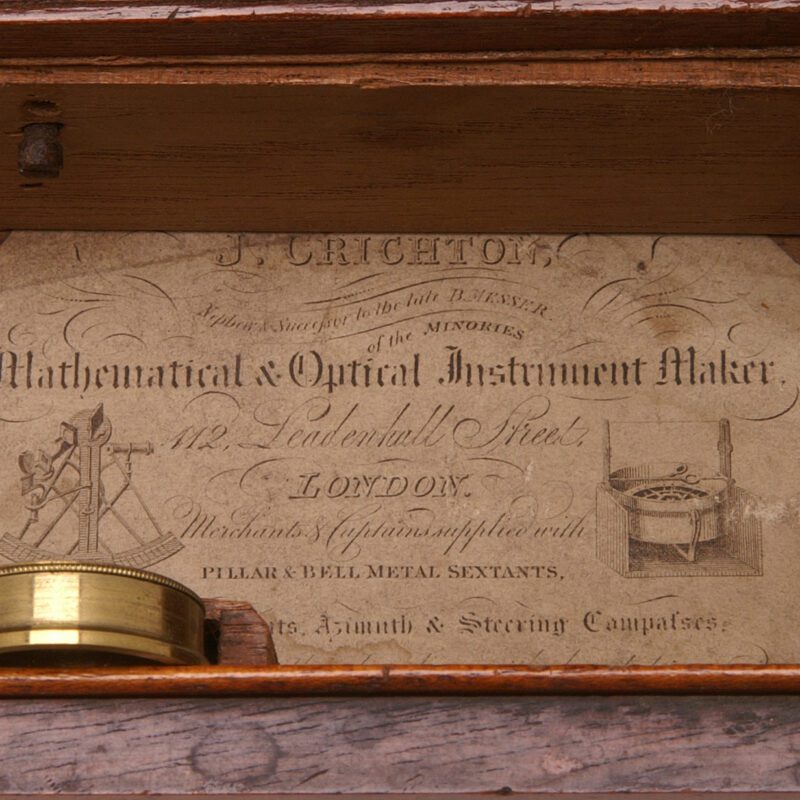 J. CRICHTON,
Nephew & Successor to the late B. MESSER
of the MINORIES
Mathematical & Optical Instrument Maker,
112, Leadenhall Street,
LONDON.
Merchants & Captains supplied with
PILLAR & BELL METAL SEXTANTS,
Azimuth & Steering Compaſses,